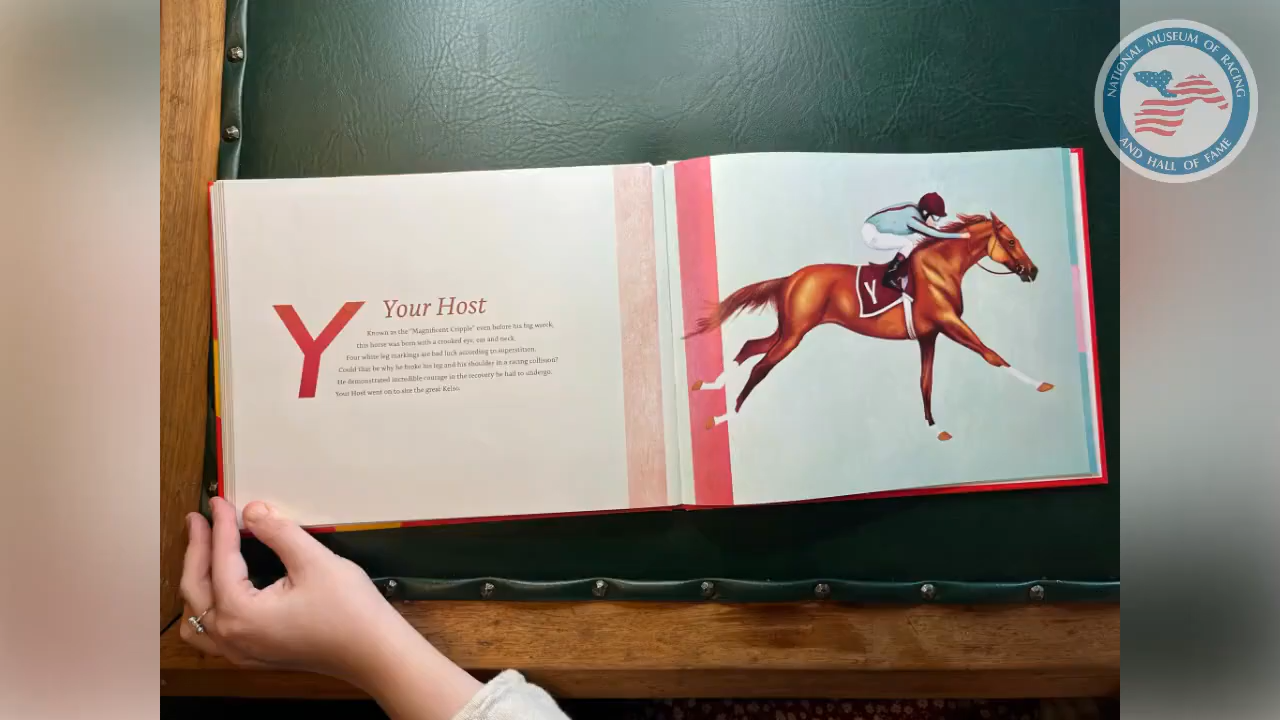 Y
Your Host
Known as the "Magnificent Cripple" even before his big wreck,
this horse was born with a crooked eye, ear and neck.
Four white leg markings are bad luck according to superstition.
Could that be why he broke his leg and his shoulder in a racing collision?
He demonstrated incredible courage in the recovery he had to undergo.
Your Host went on to sire the great Kelso.
Y
NATIONAL MUSEUM OF RACING
AND HALL OF FAME